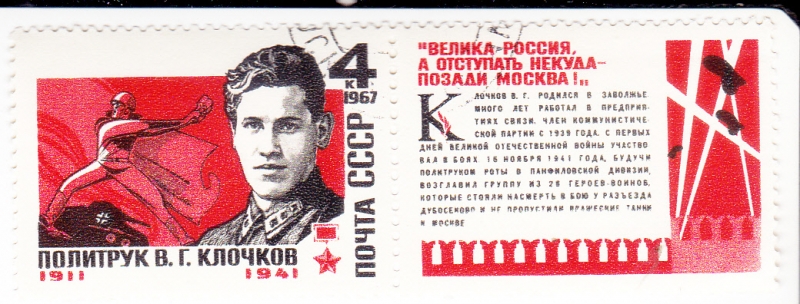 4
К.
1967
ПОЧТА СССР
ПОЛИТРУК В. Г. КЛОЧКОВ
1911 1941
"ВЕЛИКА РОССИЯ,
А ОТСТУПАТЬ НЕКУДА-
ПОЗАДИ МОСКВА!"
КЛОЧКОВ В. Г. РОДИЛСЯ В ЗАВОЛЖЬЕ
МНОГО ЛЕТ РАБОТАЛ В ПРЕДПРИЯ-
ТИЯХ СВЯЗИ. ЧЛЕН КОММУНИСТИЧЕ-
СКОЙ ПАРТИИ С 1939 ГОДА. С ПЕРВЫХ
ДНЕЙ ВЕЛИКОЙ ОТЕЧЕСТВЕННОЙ ВОЙНЫ УЧАСТВО-
ВАЛ В БОЯХ 16 НОЯБРЯ 1941 ГОДА, БУДУЧИ
ПОЛИТРУКОМ РОТЫ В ПАНФИЛОВСКОЙ ДИВИЗИИ,
ВОЗГЛАВИЛ ГРУППУ ИЗ 28 ГЕРОЕВ-ВОИНОВ,
КОТОРЫЕ СТОЯЛИ НАСМЕРТЬ В БОЮ У РАЗЪЕЗДА
ДУБОСЕКОВО И НЕ ПРОПУСТИЛИ ВРАЖЕСКИЕ ТАНКИ
К МОСКВЕ